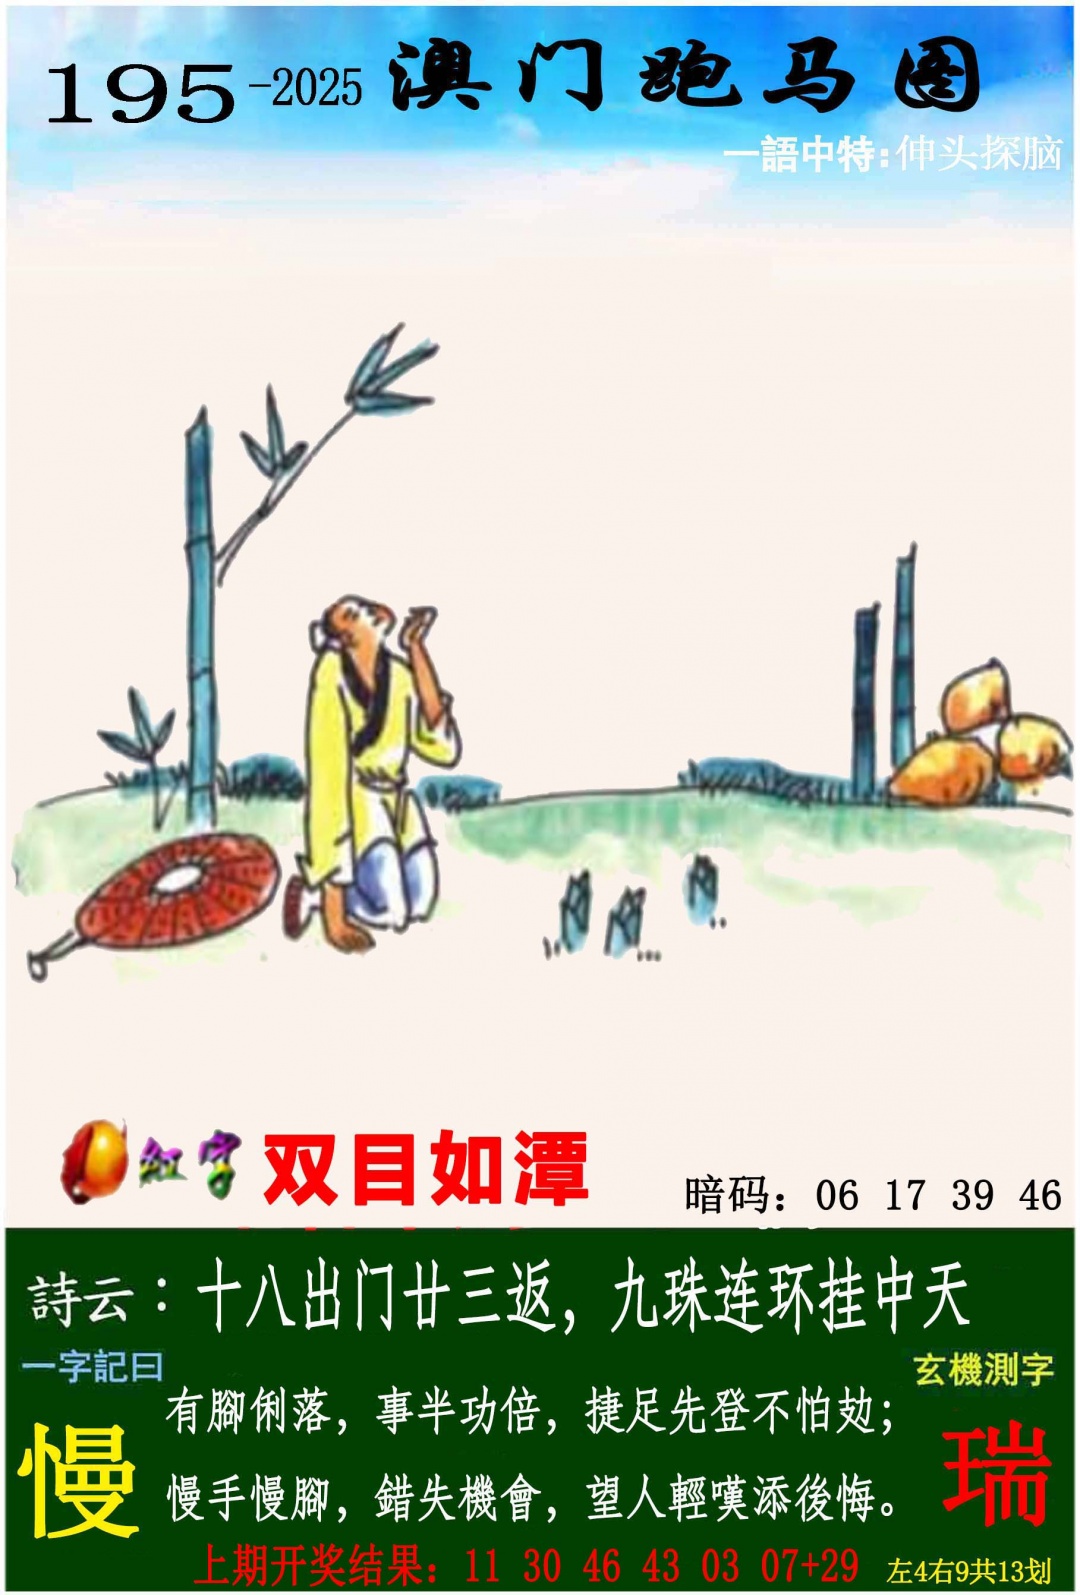 195-2025 澳门跑马图
一語中特:伸头探脑
红字 双目如潭
暗码：06 17 39 46
詩云：十八出门廿三返，九珠连环挂中天
一字記曰
玄機測字
有腳俐落，事半功倍，捷足先登不怕攰；
慢
瑞
慢手慢腳，錯失機會，望人輕嘆添後悔。
上期开奖结果：11 30 46 43 03 07+29
左4右9共13划